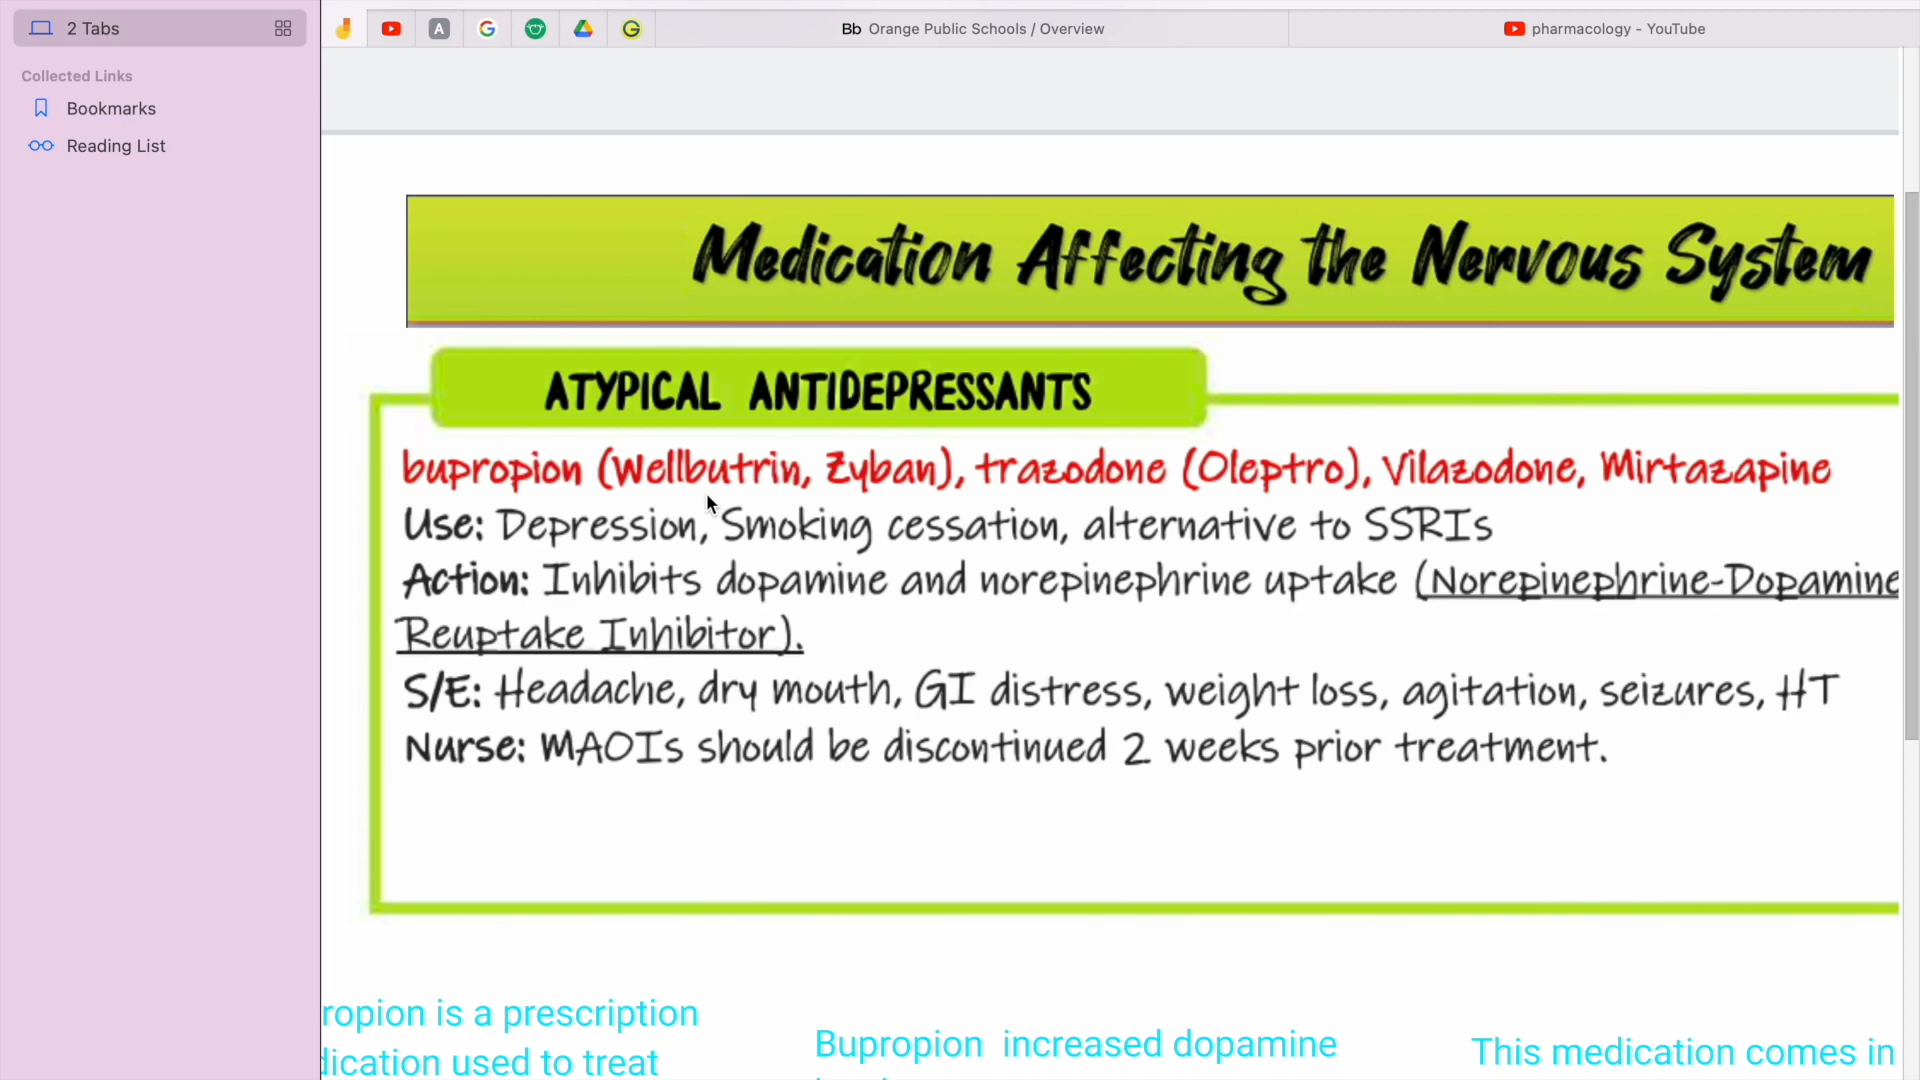 2 Tabs
Collected Links
Bookmarks
Reading List
A
Bb Orange Public Schools / Overview
pharmacology - YouTube
Medication Affecting the Nervous System
ATYPICAL ANTIDEPRESSANTS
bupropion (Wellbutrin, Zyban), trazodone (Oleptro), Vilazodone, Mirtazapine
Use: Depression, Smoking cessation, alternative to SSRIs
Action: Inhibits dopamine and norepinephrine uptake (Norepinephrine-Dopamine
Reuptake Inhibitor).
S/E: Headache, dry mouth, GI distress, weight loss, agitation, seizures, HT
Nurse: MAOIs should be discontinued 2 weeks prior treatment.
ropion is a prescription
dication used to treat
Bupropion increased dopamine
This medication comes in